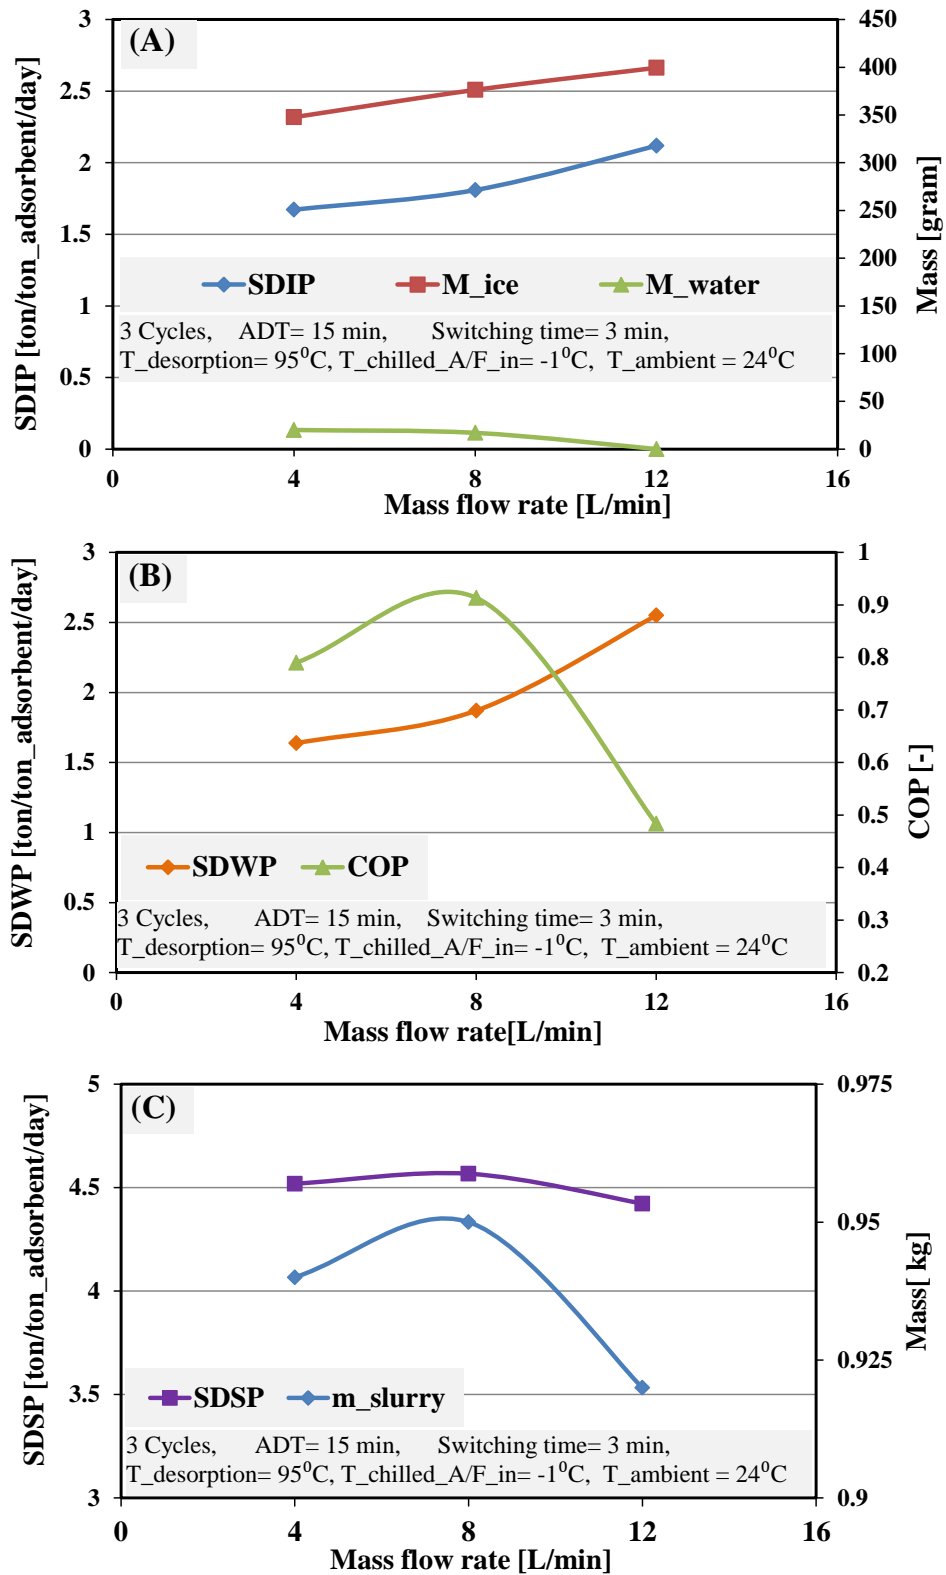 (A)
SDIP [ton/ton_adsorbent/day]
3
2.5
2
1.5
1
0.5
0
450
400
350
300
250
200
150
100
50
0
Mass [gram]
SDIP M_ice M_water
3 Cycles, ADT= 15 min, Switching time= 3 min,
T_desorption= 95⁰C, T_chilled_A/F_in= -1⁰C, T_ambient = 24⁰C
0 4 8 12 16
Mass flow rate [L/min]
(B)
SDWP [ton/ton_adsorbent/day]
3
2.5
2
1.5
1
0.5
0
1
0.9
0.8
0.7
0.6
0.5
0.4
0.3
0.2
COP [-]
SDWP COP
3 Cycles, ADT= 15 min, Switching time= 3 min,
T_desorption= 95⁰C, T_chilled_A/F_in= -1⁰C, T_ambient = 24⁰C
0 4 8 12 16
Mass flow rate[L/min]
(C)
SDSP [ton/ton_adsorbent/day]
5
4.5
4
3.5
3
0.975
0.95
0.925
0.9
Mass[ kg]
SDSP m_slurry
3 Cycles, ADT= 15 min, Switching time= 3 min,
T_desorption= 95⁰C, T_chilled_A/F_in= -1⁰C, T_ambient = 24⁰C
0 4 8 12 16
Mass flow rate [L/min]